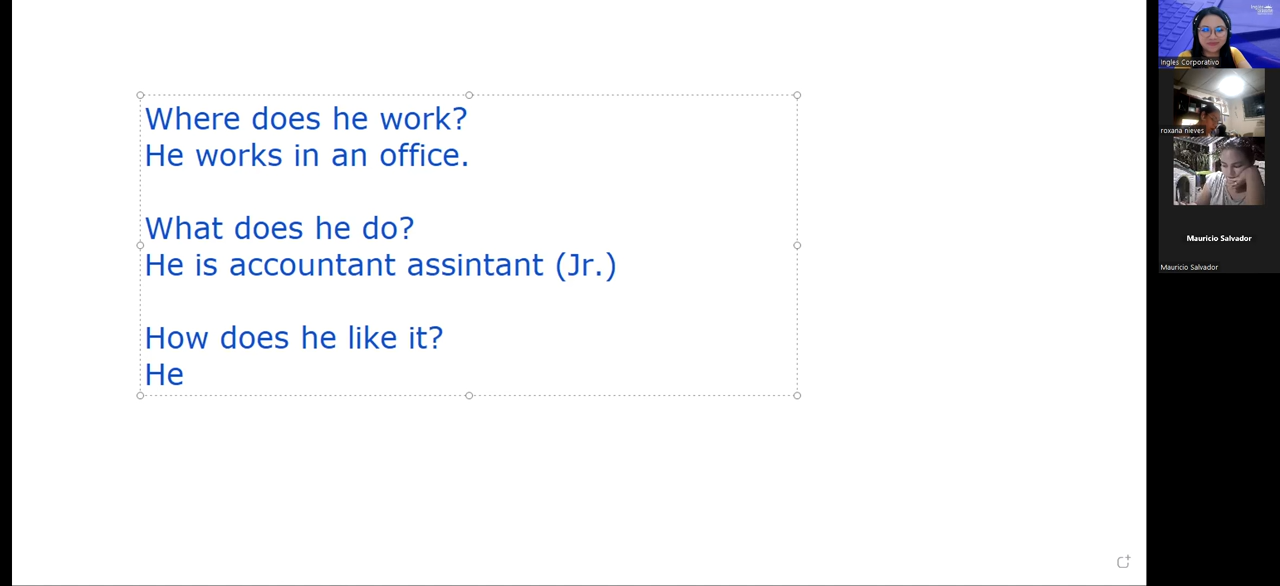 Where does he work?
He works in an office.
What does he do?
He is accountant assintant (Jr.)
How does he like it?
He
Ingles Corporativo
roxana nieves
Mauricio Salvador
Mauricio Salvador